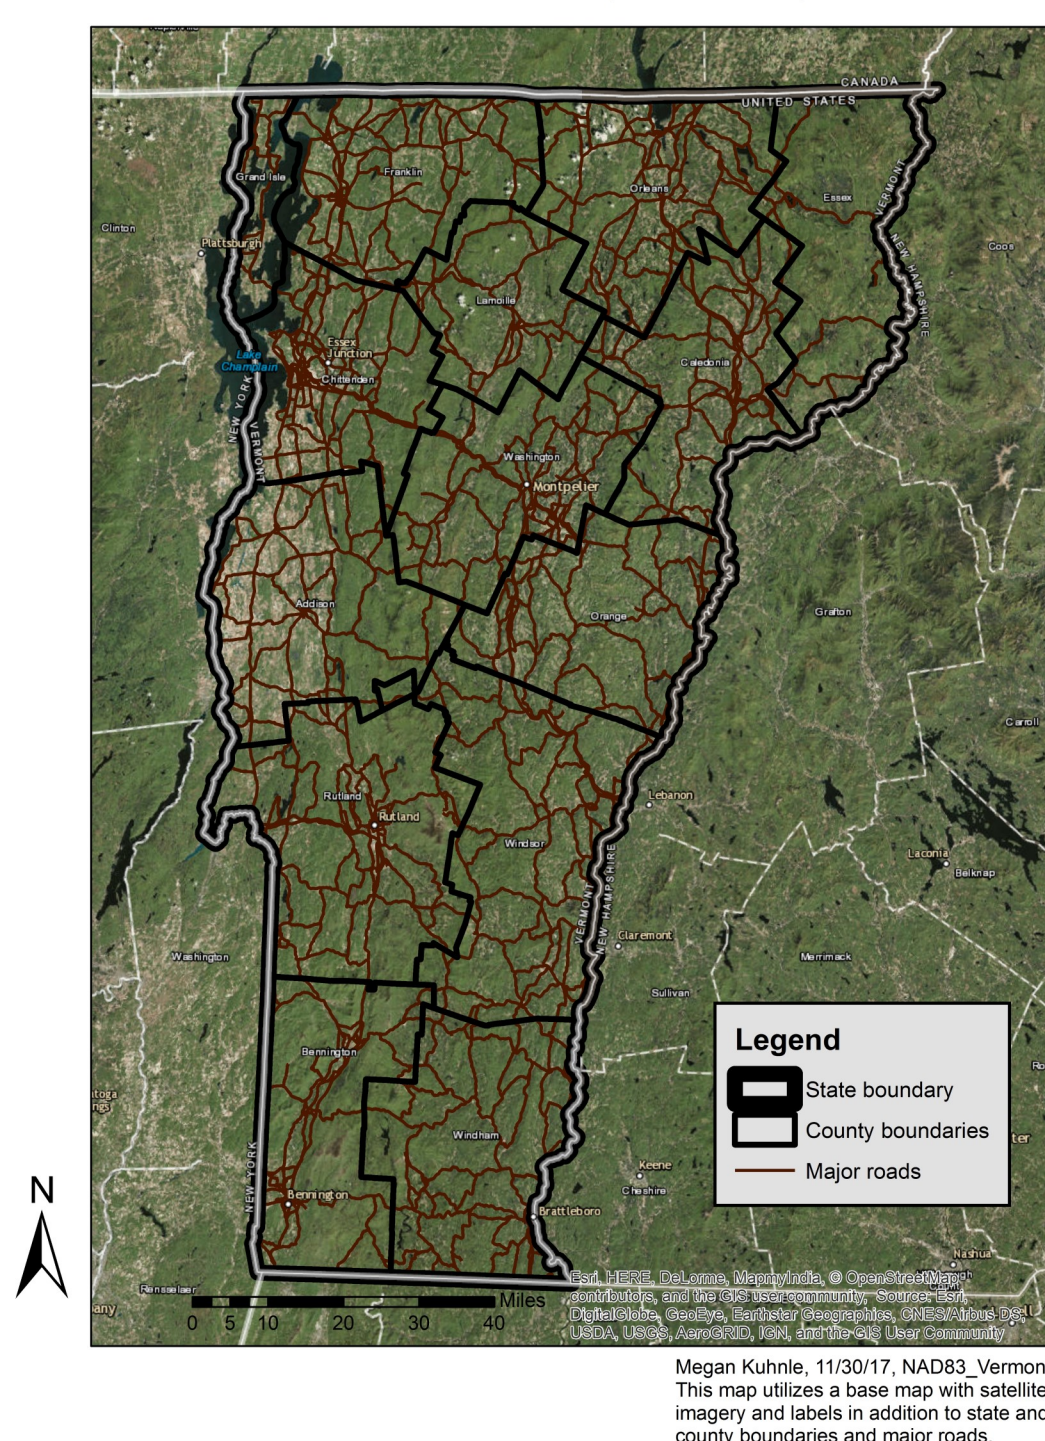 CANADA
UNITED STATES
Grand Isle
Franklin
Orleans
Essex
VERMONT
NEW HAMPSHIRE
Clinton
Plattsburgh
Coos
Lamoille
Essex
Junction
Lake
Champlain
Chittenden
Caledonia
NEW YORK
VERMONT
Washington
Montpelier
Addison
Orange
Grafton
Carroll
Rutland
Rutland
Lebanon
Windsor
Laconia
Belknap
VERMONT
NEW HAMPSHIRE
Claremont
Washington
Merrimack
Sullivan
Bennington
Legend
State boundary
County boundaries
Major roads
Ro
atoga
ngs
Windham
ter
NEW YORK
Keene
Cheshire
N
Bennington
Brattleboro
Nashua
Rensselaer
any
Miles
0 5 10 20 30 40
Esri, HERE, DeLorme, MapmyIndia, © OpenStreetMap
contributors, and the GIS user community, Source: Esri,
DigitalGlobe, GeoEye, Earthstar Geographics, CNES/Airbus DS,
USDA, USGS, AeroGRID, IGN, and the GIS User Community
Megan Kuhnle, 11/30/17, NAD83_Vermon
This map utilizes a base map with satellite
imagery and labels in addition to state and
county boundaries and major roads.